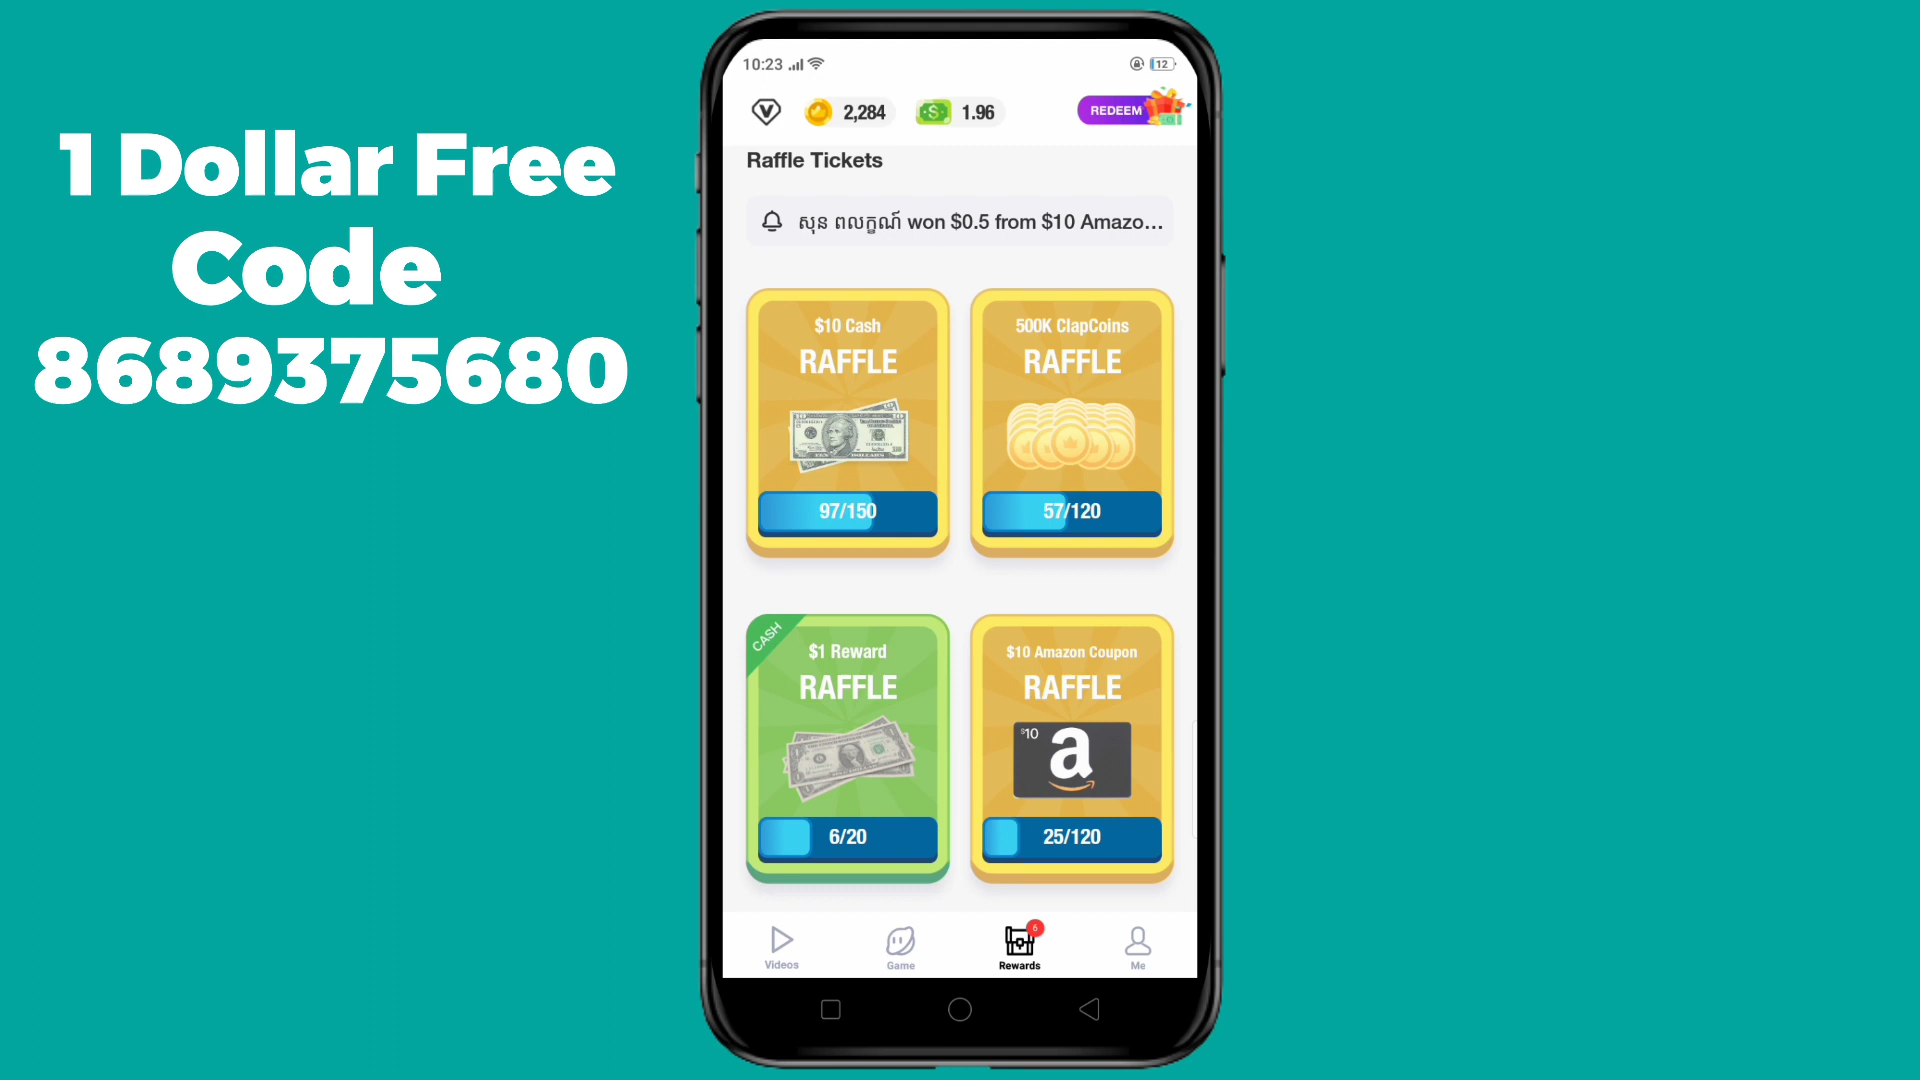 1 Dollar Free
Code
8689375680
10:23
12
2,284
1.96
REDEEM
Raffle Tickets
សុន ពលក្ខណ៍ won $0.5 from $10 Amazo...
$10 Cash
RAFFLE
97/150
500K ClapCoins
RAFFLE
57/120
CASH
$1 Reward
RAFFLE
6/20
$10 Amazon Coupon
RAFFLE
$10
a
25/120
Videos
Game
6
Rewards
Me